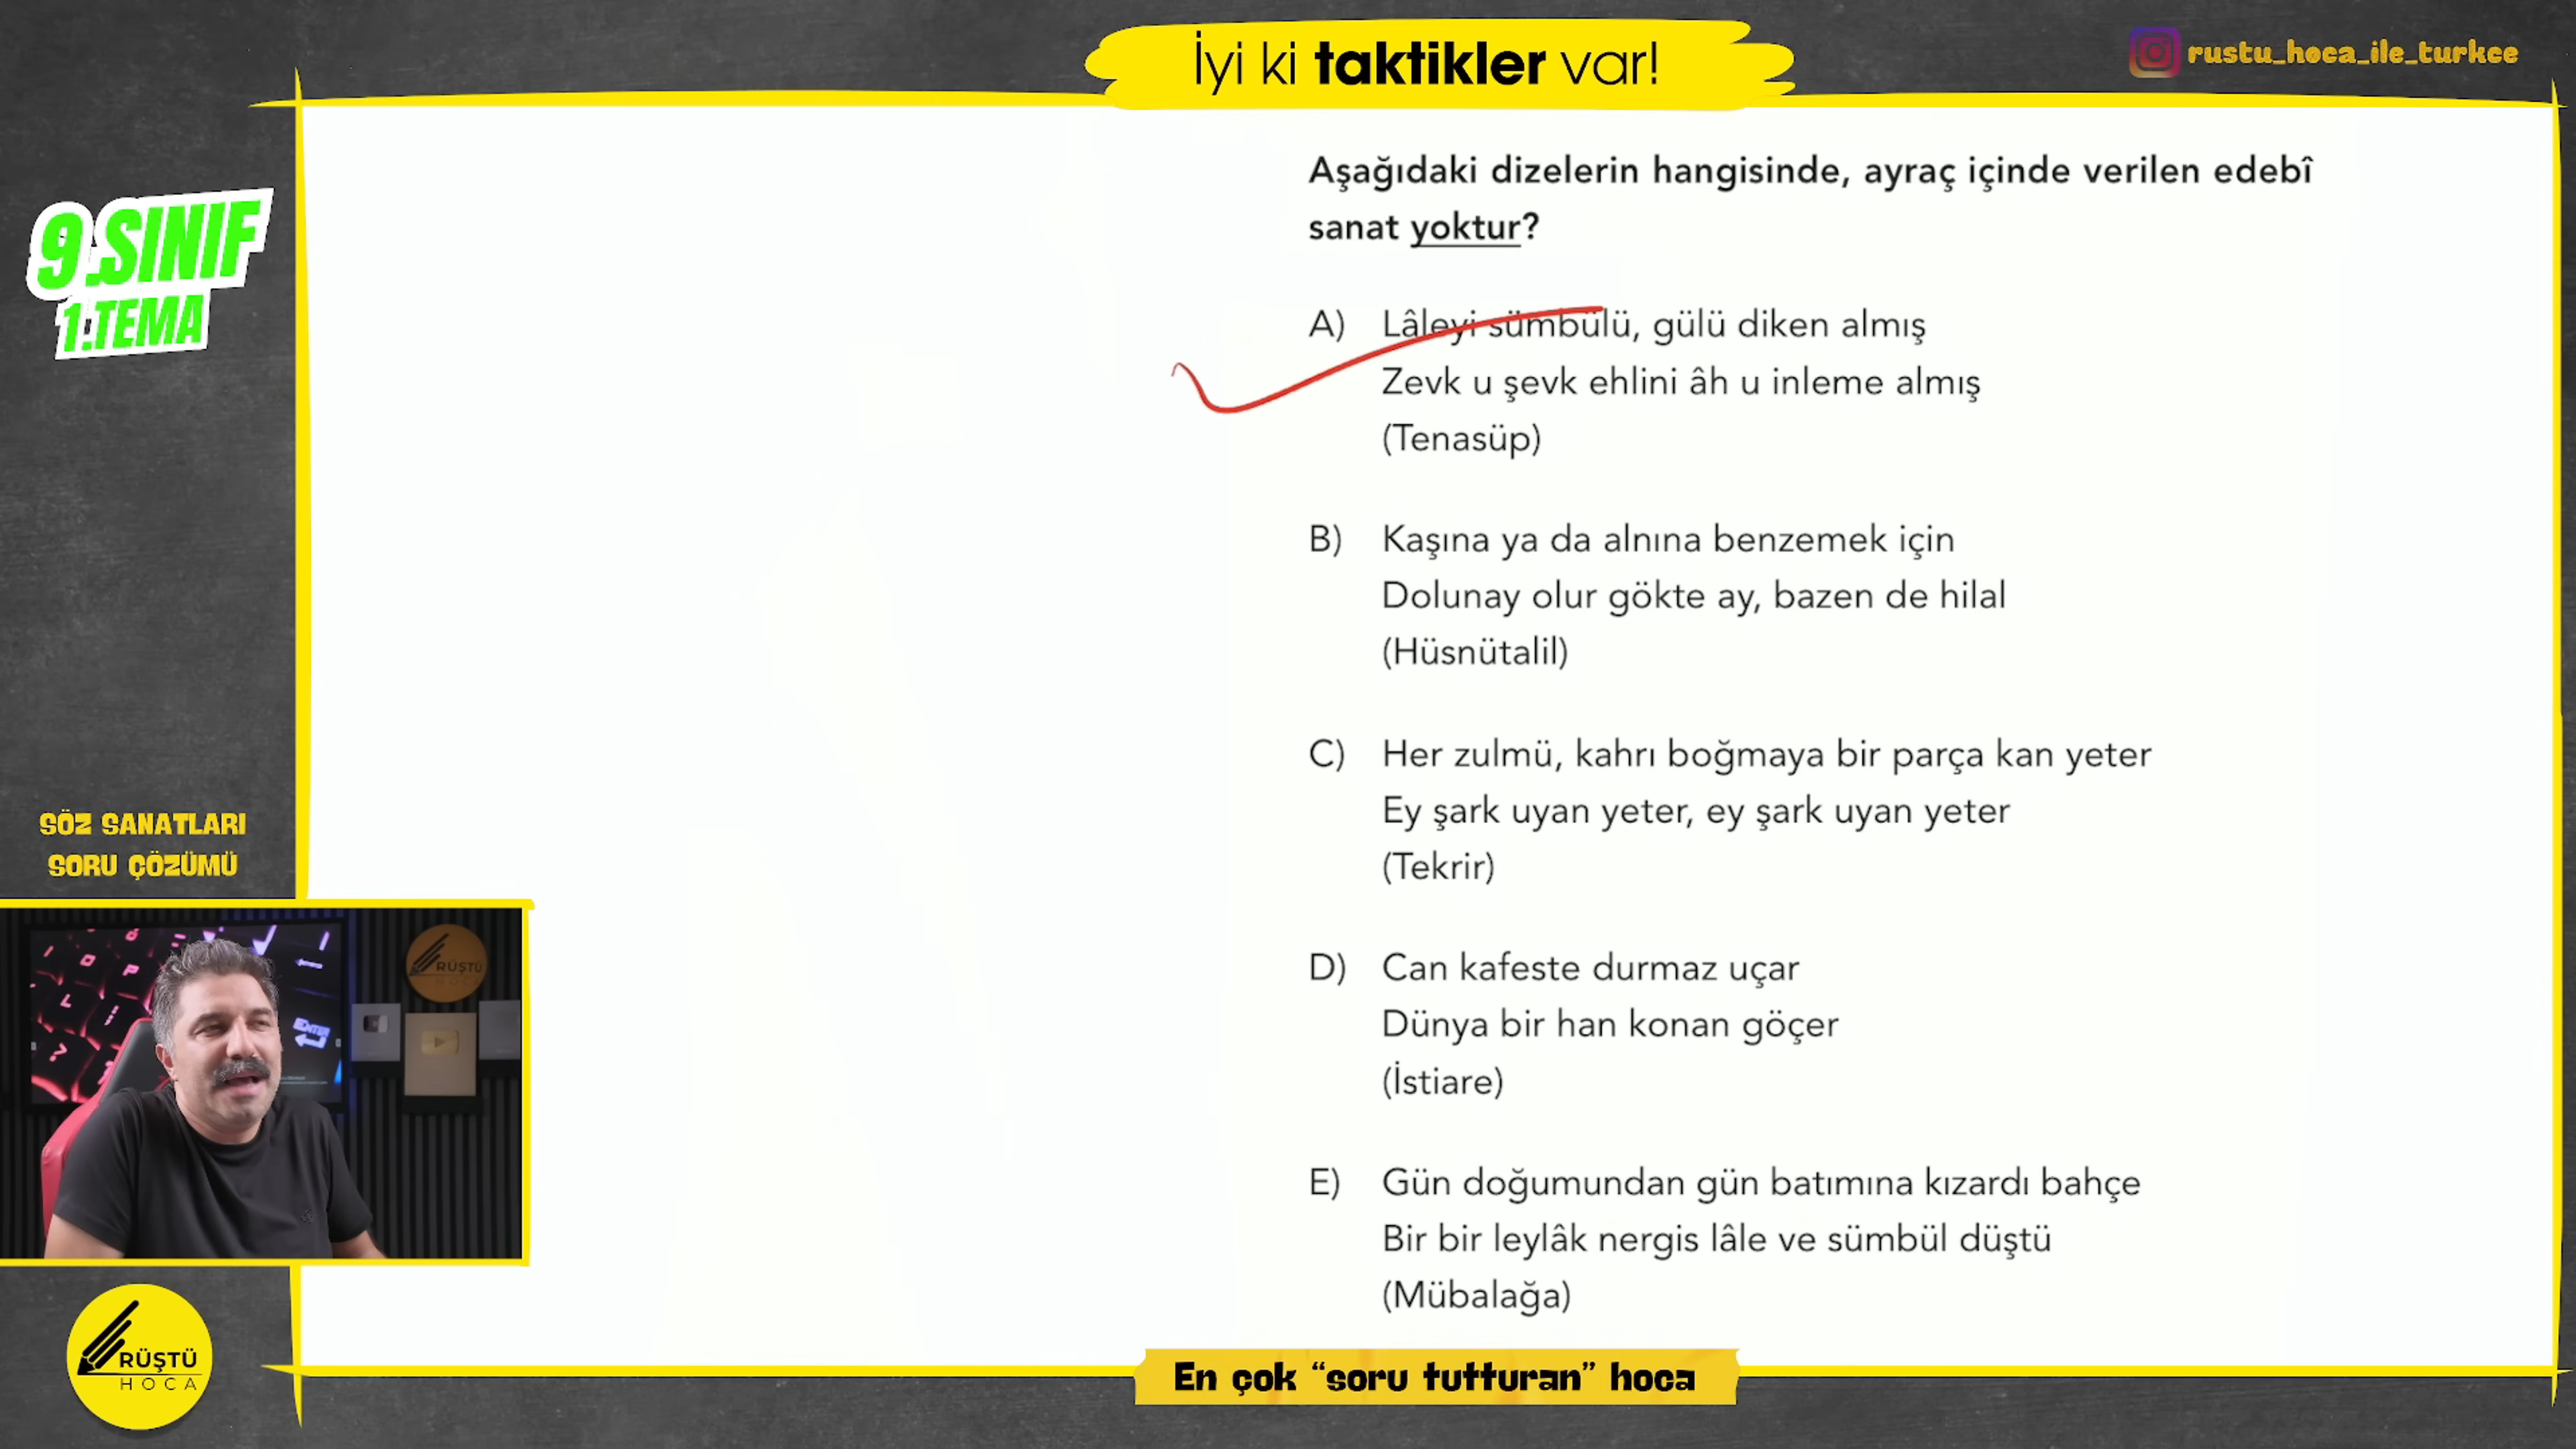 İyi ki taktikler var!
rustu_hoca_ile_turkce
9.SINIF
1.TEMA
Aşağıdaki dizelerin hangisinde, ayraç içinde verilen edebî
sanat yoktur?
A) Lâleyi sümbülü, gülü diken almış
Zevk u şevk ehlini âh u inleme almış
(Tenasüp)
B) Kaşına ya da alnına benzemek için
Dolunay olur gökte ay, bazen de hilal
(Hüsnütalil)
C) Her zulmü, kahrı boğmaya bir parça kan yeter
Ey şark uyan yeter, ey şark uyan yeter
(Tekrir)
D) Can kafeste durmaz uçar
Dünya bir han konan göçer
(İstiare)
E) Gün doğumundan gün batımına kızardı bahçe
Bir bir leylâk nergis lâle ve sümbül düştü
(Mübalağa)
SÖZ SANATLARI
SORU ÇÖZÜMÜ
RÜŞTÜ
HOCA
ENTER
RÜŞTÜ
HOCA
En çok “soru tutturan” hoca